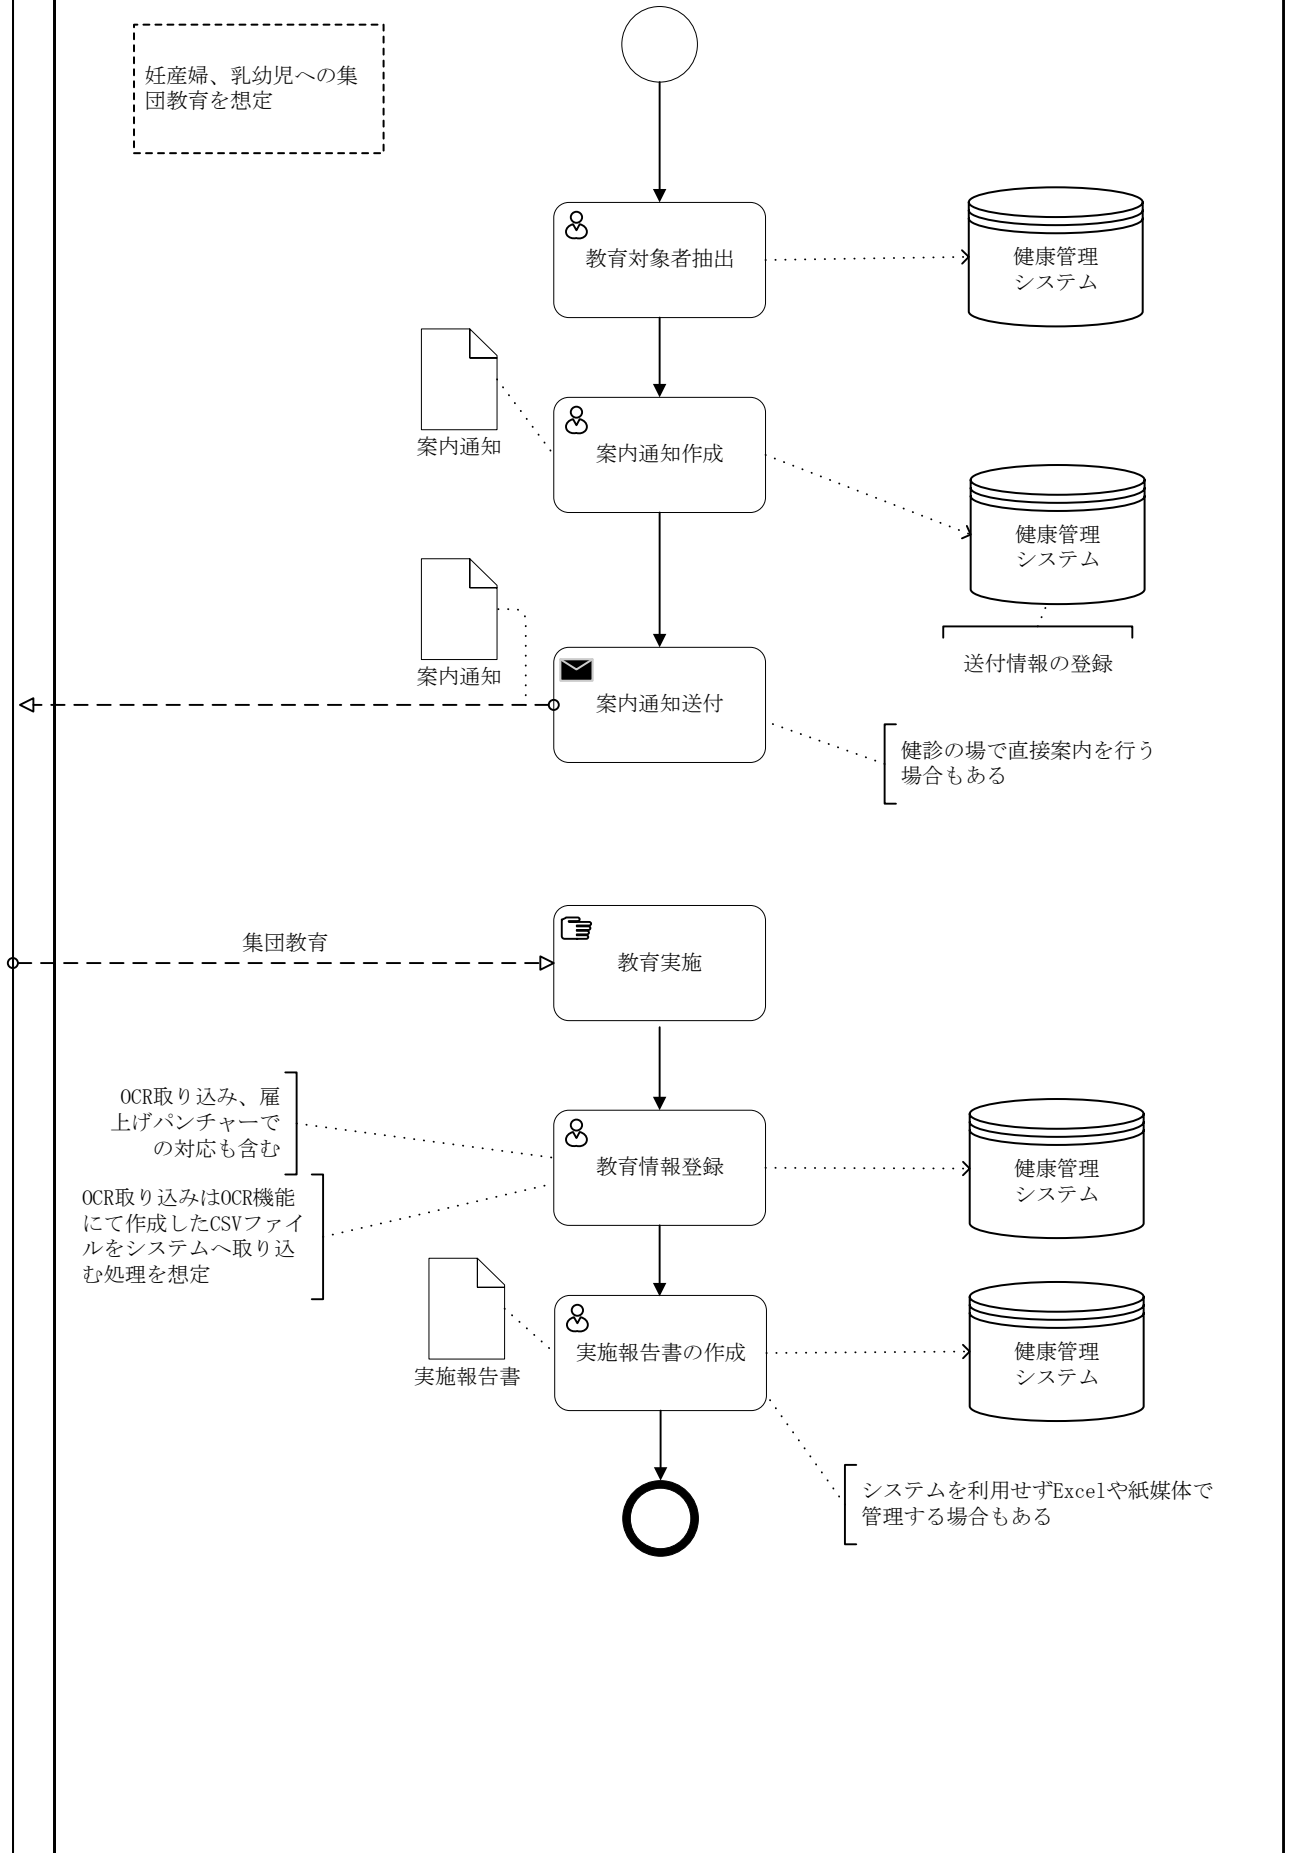 妊産婦、乳幼児への集
団教育を想定
教育対象者抽出
健康管理
システム
案内通知
案内通知作成
健康管理
システム
送付情報の登録
案内通知
案内通知送付
健診の場で直接案内を行う
場合もある
集団教育
教育実施
OCR取り込み、雇
上げパンチャーで
の対応も含む
教育情報登録
健康管理
システム
OCR取り込みはOCR機能
にて作成したCSVファイ
ルをシステムへ取り込
む処理を想定
実施報告書
実施報告書の作成
健康管理
システム
システムを利用せずExcelや紙媒体で
管理する場合もある